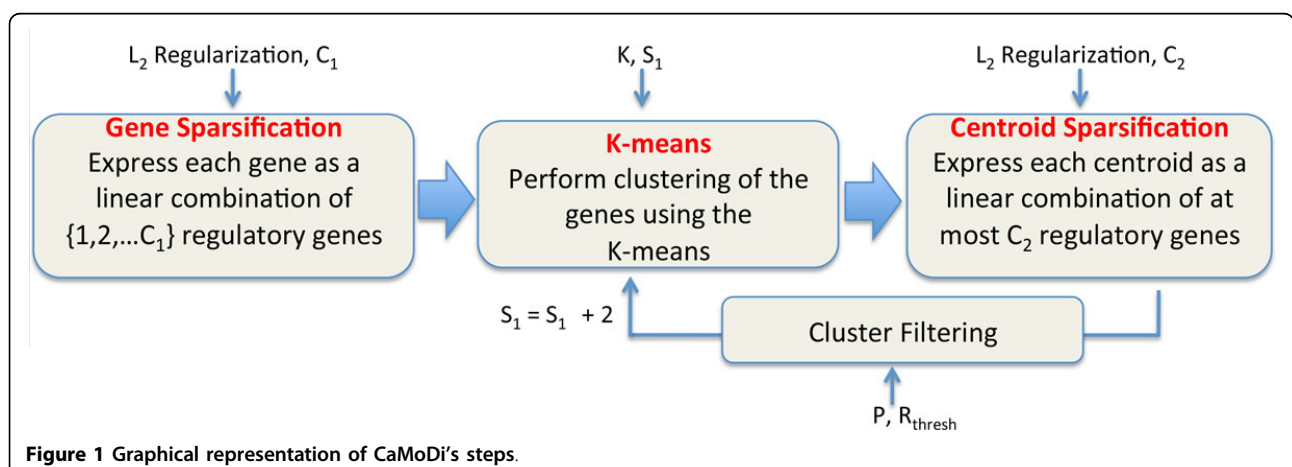 L₂ Regularization, C₁
K, S₁
L₂ Regularization, C₂
Gene Sparsification
Express each gene as a
linear combination of
{1,2,...C₁} regulatory genes
K-means
Perform clustering of the
genes using the
K-means
Centroid Sparsification
Express each centroid as a
linear combination of at
most C₂ regulatory genes
S₁ = S₁ + 2
Cluster Filtering
P, Rₜₕᵣₑₛₕ
Figure 1 Graphical representation of CaMoDi's steps.